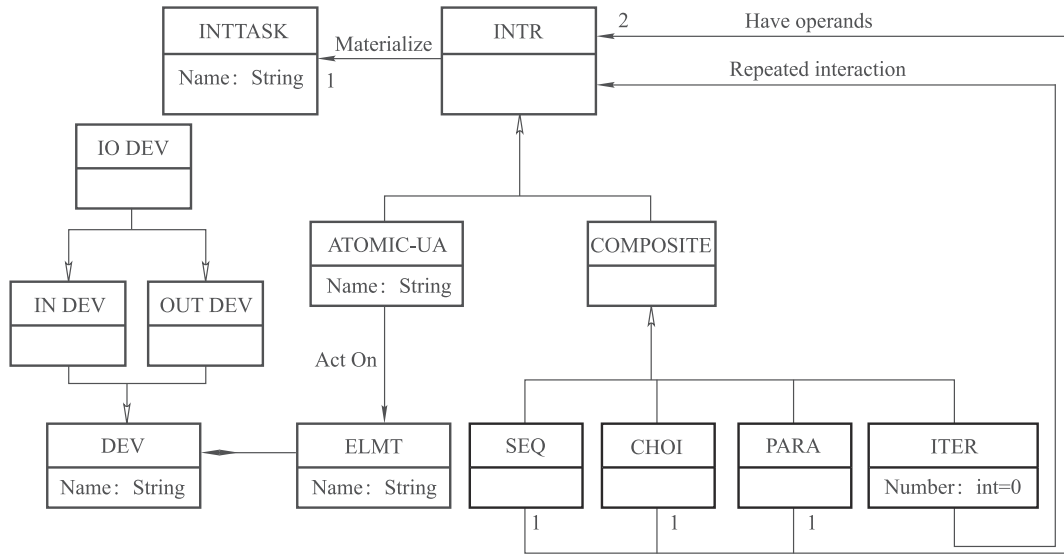 INTTASK
Name: String
Materialize
1
INTR
2
Have operands
Repeated interaction
IO DEV
IN DEV
OUT DEV
ATOMIC-UA
Name: String
COMPOSITE
Act On
DEV
Name: String
ELMT
Name: String
SEQ
CHOI
PARA
ITER
Number: int=0
1
1
1